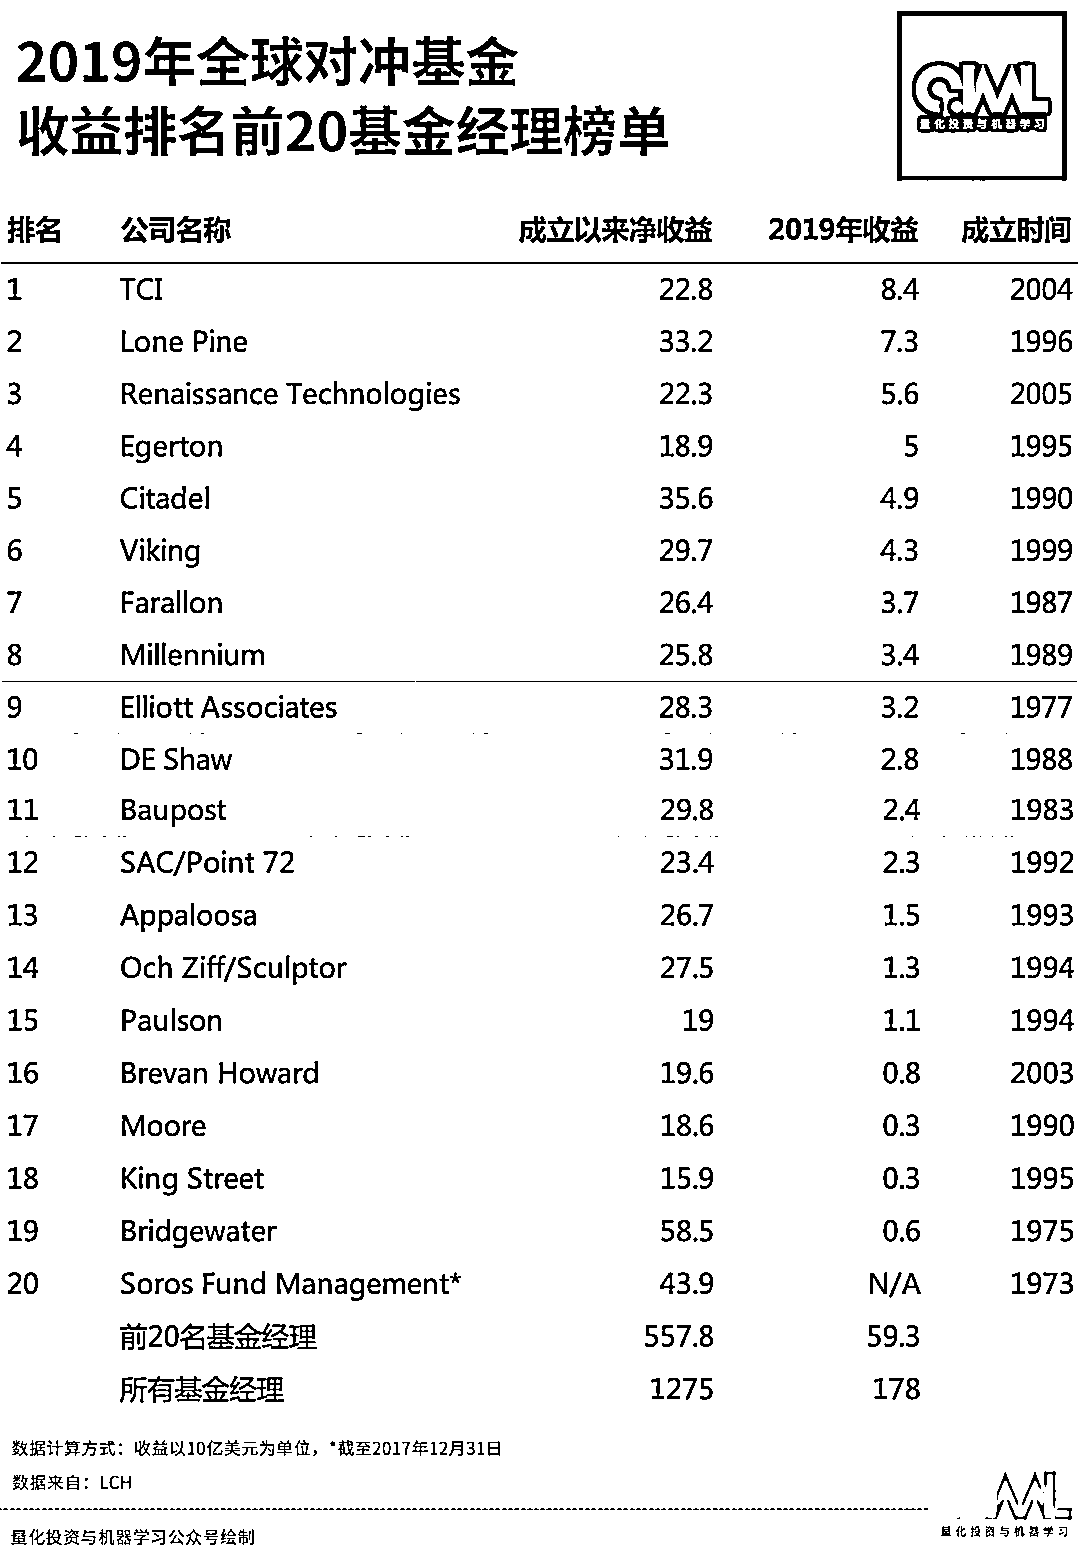 2019年全球对冲基金
收益排名前20基金经理榜单
QIML
量化投资与机器学习
排名 公司名称 成立以来净收益 2019年收益 成立时间
1 TCI 22.8 8.4 2004
2 Lone Pine 33.2 7.3 1996
3 Renaissance Technologies 22.3 5.6 2005
4 Egerton 18.9 5 1995
5 Citadel 35.6 4.9 1990
6 Viking 29.7 4.3 1999
7 Farallon 26.4 3.7 1987
8 Millennium 25.8 3.4 1989
9 Elliott Associates 28.3 3.2 1977
10 DE Shaw 31.9 2.8 1988
11 Baupost 29.8 2.4 1983
12 SAC/Point 72 23.4 2.3 1992
13 Appaloosa 26.7 1.5 1993
14 Och Ziff/Sculptor 27.5 1.3 1994
15 Paulson 19 1.1 1994
16 Brevan Howard 19.6 0.8 2003
17 Moore 18.6 0.3 1990
18 King Street 15.9 0.3 1995
19 Bridgewater 58.5 0.6 1975
20 Soros Fund Management* 43.9 N/A 1973
前20名基金经理 557.8 59.3
所有基金经理 1275 178
数据计算方式：收益以10亿美元为单位，*截至2017年12月31日
数据来自：LCH
量化投资与机器学习公众号绘制
量化投资与机器学习